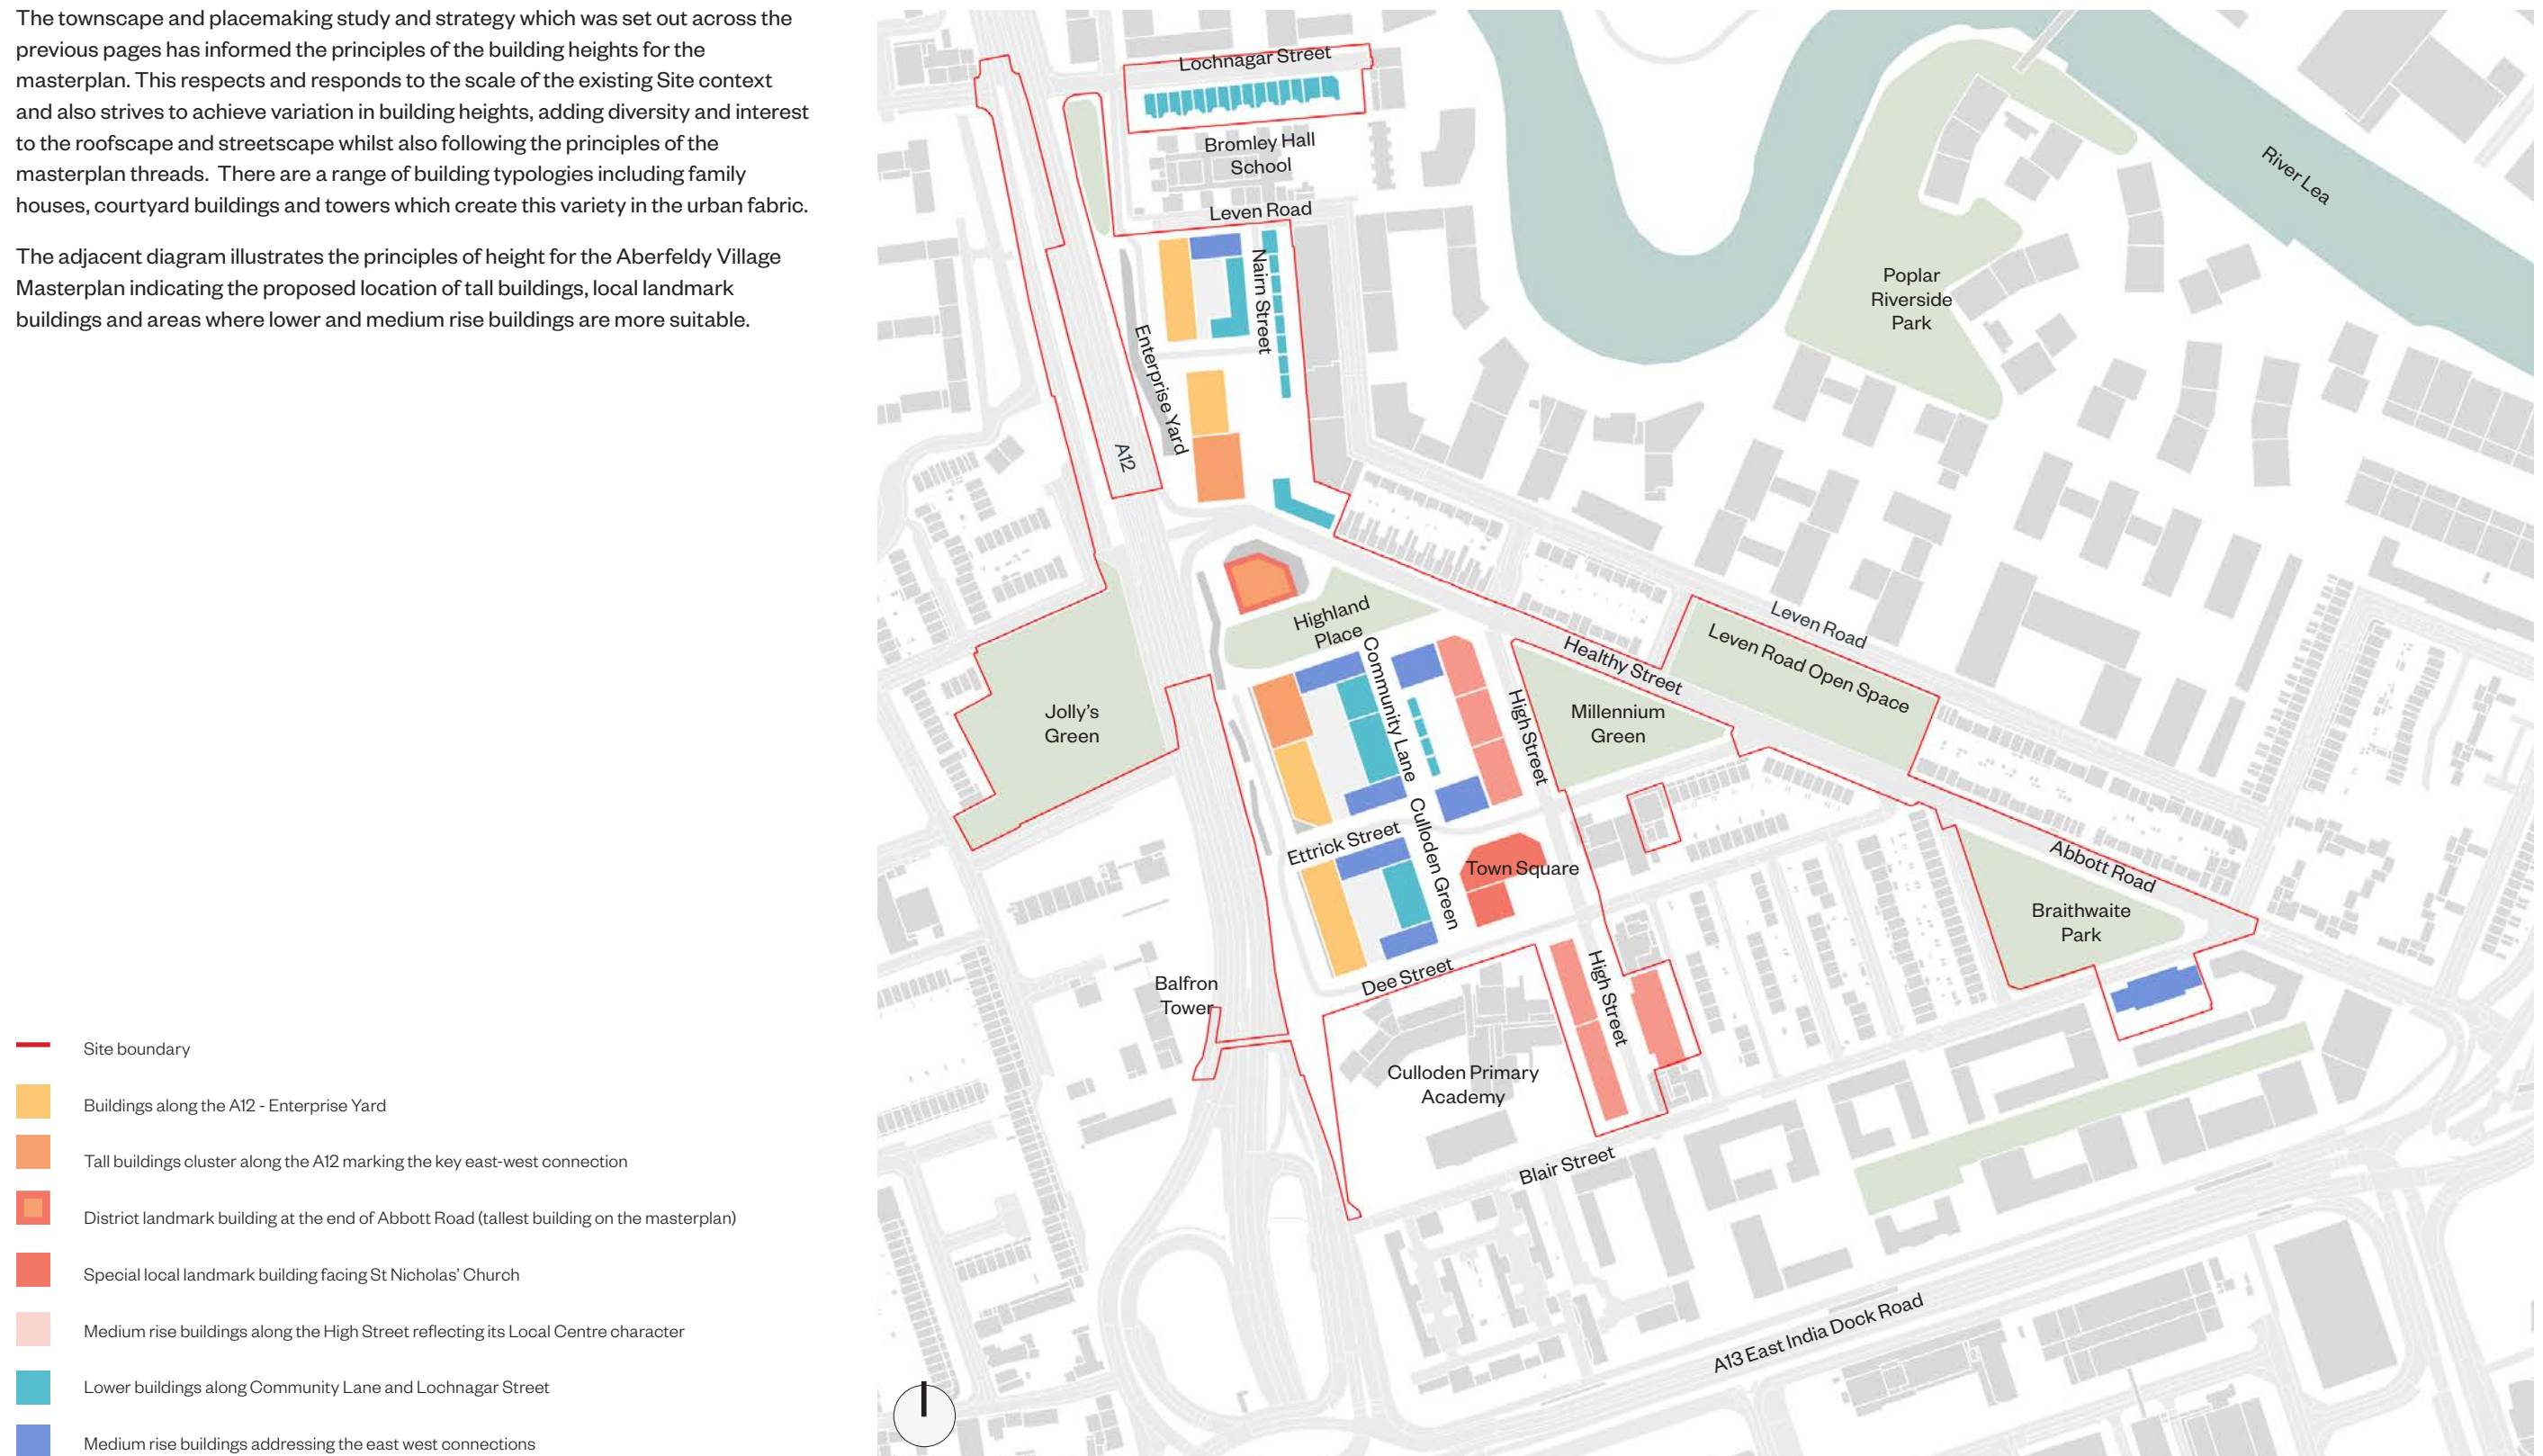 The townscape and placemaking study and strategy which was set out across the
previous pages has informed the principles of the building heights for the
masterplan. This respects and responds to the scale of the existing Site context
and also strives to achieve variation in building heights, adding diversity and interest
to the roofscape and streetscape whilst also following the principles of the
masterplan threads.  There are a range of building typologies including family
houses, courtyard buildings and towers which create this variety in the urban fabric.
The adjacent diagram illustrates the principles of height for the Aberfeldy Village
Masterplan indicating the proposed location of tall buildings, local landmark
buildings and areas where lower and medium rise buildings are more suitable.
Site boundary
Buildings along the A12 - Enterprise Yard
Tall buildings cluster along the A12 marking the key east-west connection
District landmark building at the end of Abbott Road (tallest building on the masterplan)
Special local landmark building facing St Nicholas' Church
Medium rise buildings along the High Street reflecting its Local Centre character
Lower buildings along Community Lane and Lochnagar Street
Medium rise buildings addressing the east west connections
Lochnagar Street
Bromley Hall
School
Leven Road
Nairn Street
Enterprise Yard
A12
River Lea
Poplar
Riverside
Park
Highland
Place
Community Lane
Healthy Street
Leven Road
Leven Road Open Space
Jolly's
Green
High Street
Millennium
Green
Ettrick Street
Culloden Green
Town Square
Abbott Road
Braithwaite
Park
Dee Street
High Street
Balfron
Tower
Culloden Primary
Academy
Blair Street
A13 East India Dock Road